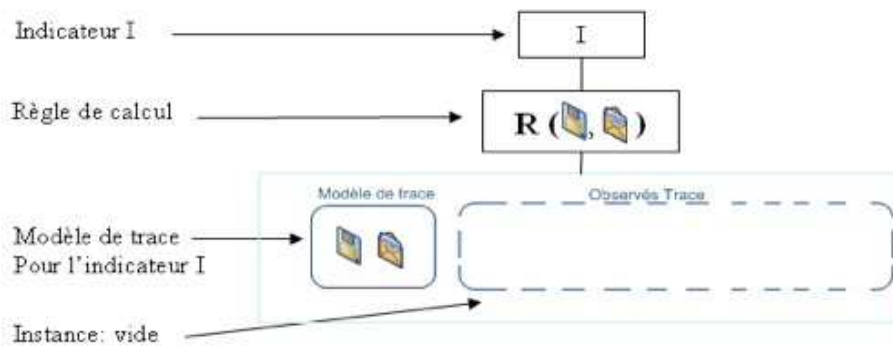 Indicateur I
I
Règle de calcul
R ( , )
Modèle de trace
Observés Trace
Modèle de trace
Pour l'indicateur I
Instance: vide